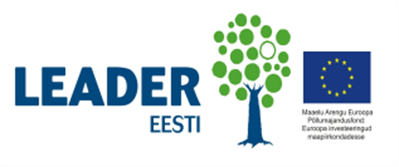 LEADER
EESTI
Maaelu Arengu Euroopa
Põllumajandusfond:
Euroopa investeeringud
maapiirkondadesse